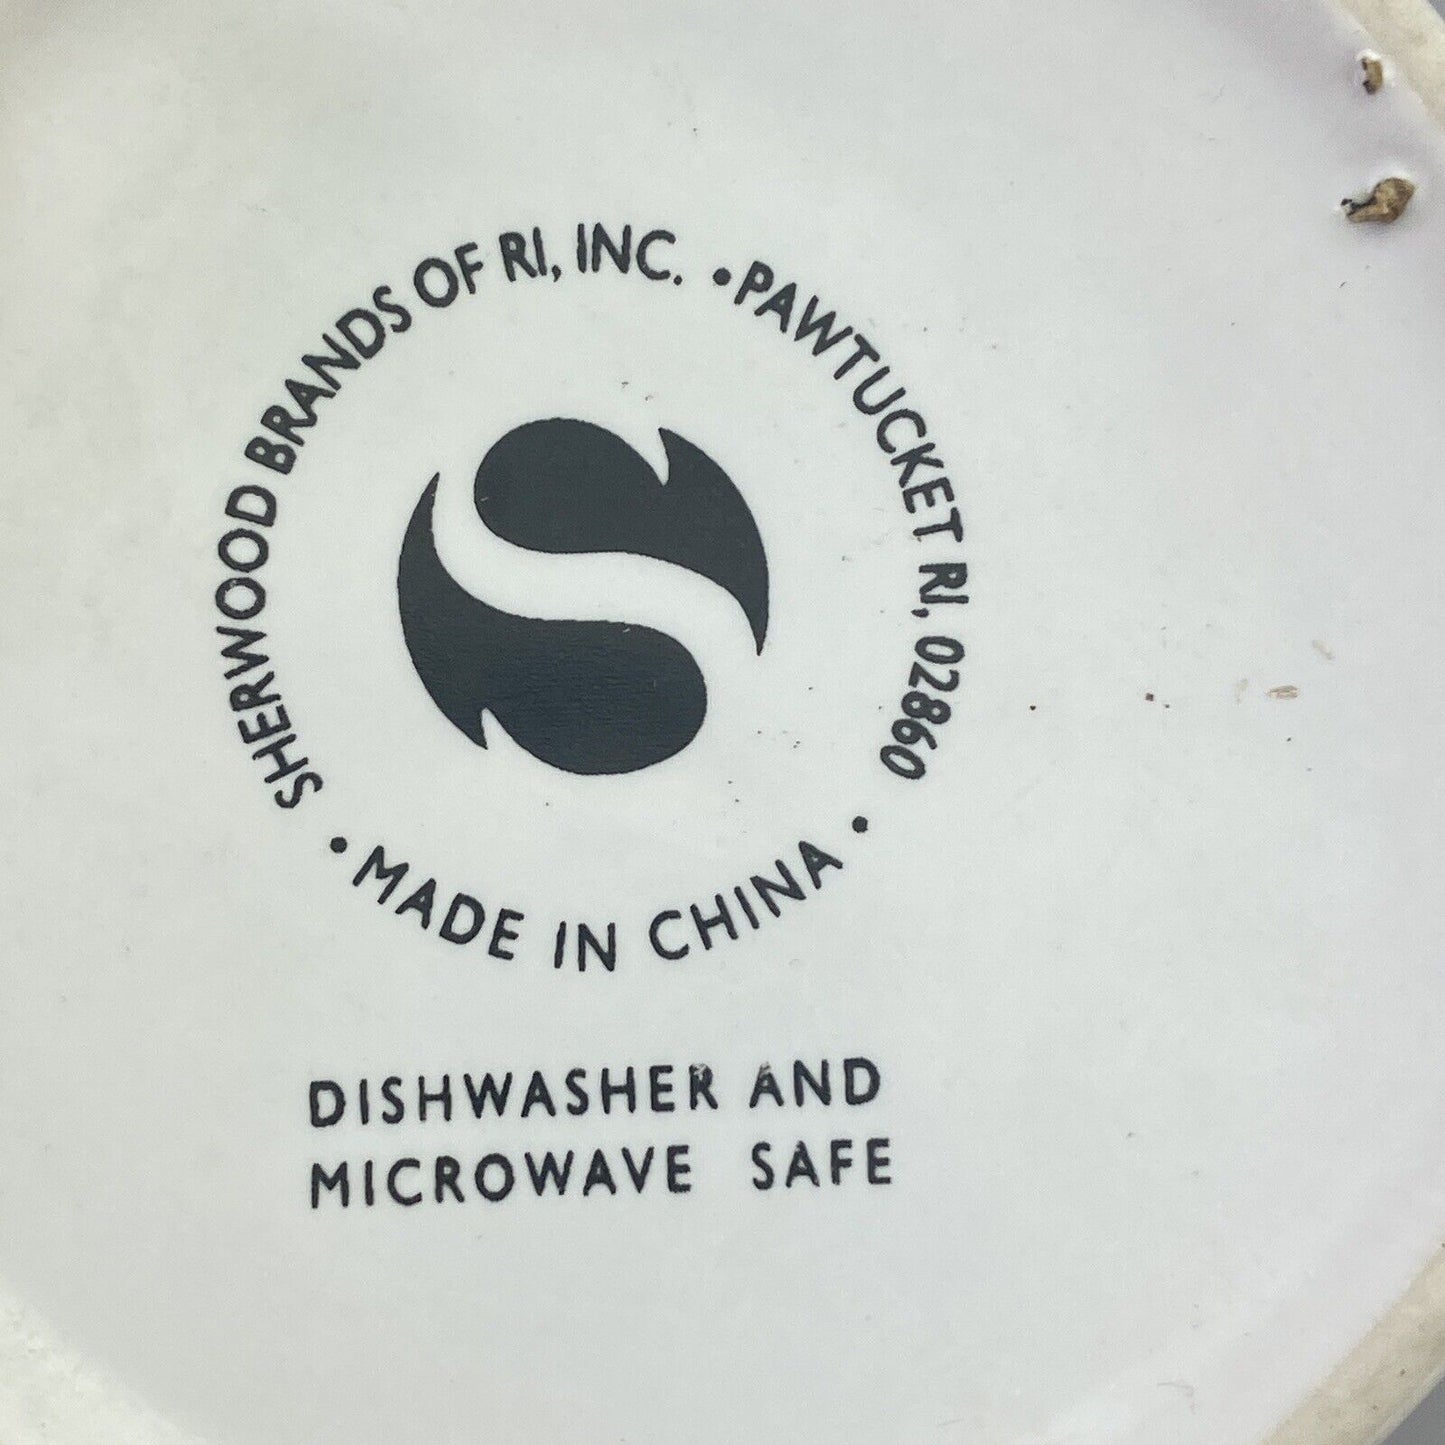 SHERWOOD BRANDS OF RI, INC. • PAWTUCKET RI, 02860
• MADE IN CHINA •
DISHWASHER AND
MICROWAVE SAFE